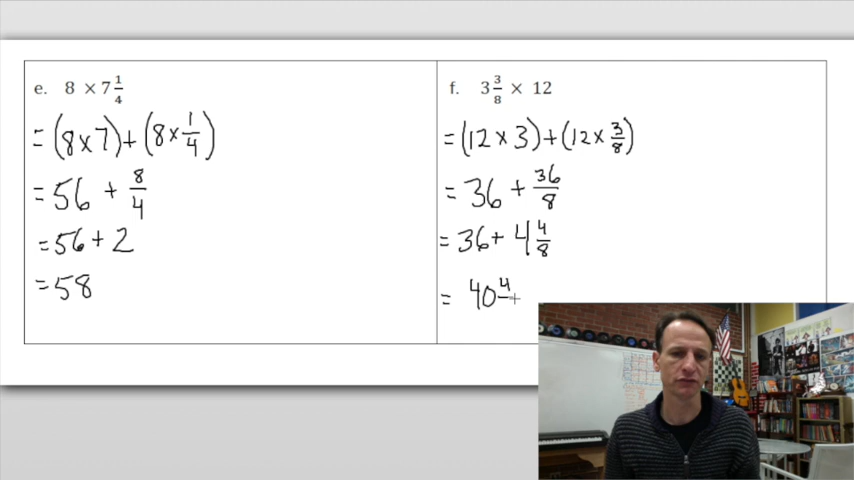 e. 8 × 7 1/4
= (8 × 7) + (8 × 1/4)
= 56 + 8/4
= 56 + 2
= 58
f. 3 3/8 × 12
= (12 × 3) + (12 × 3/8)
= 36 + 36/8
= 36 + 4 4/8
= 40 4